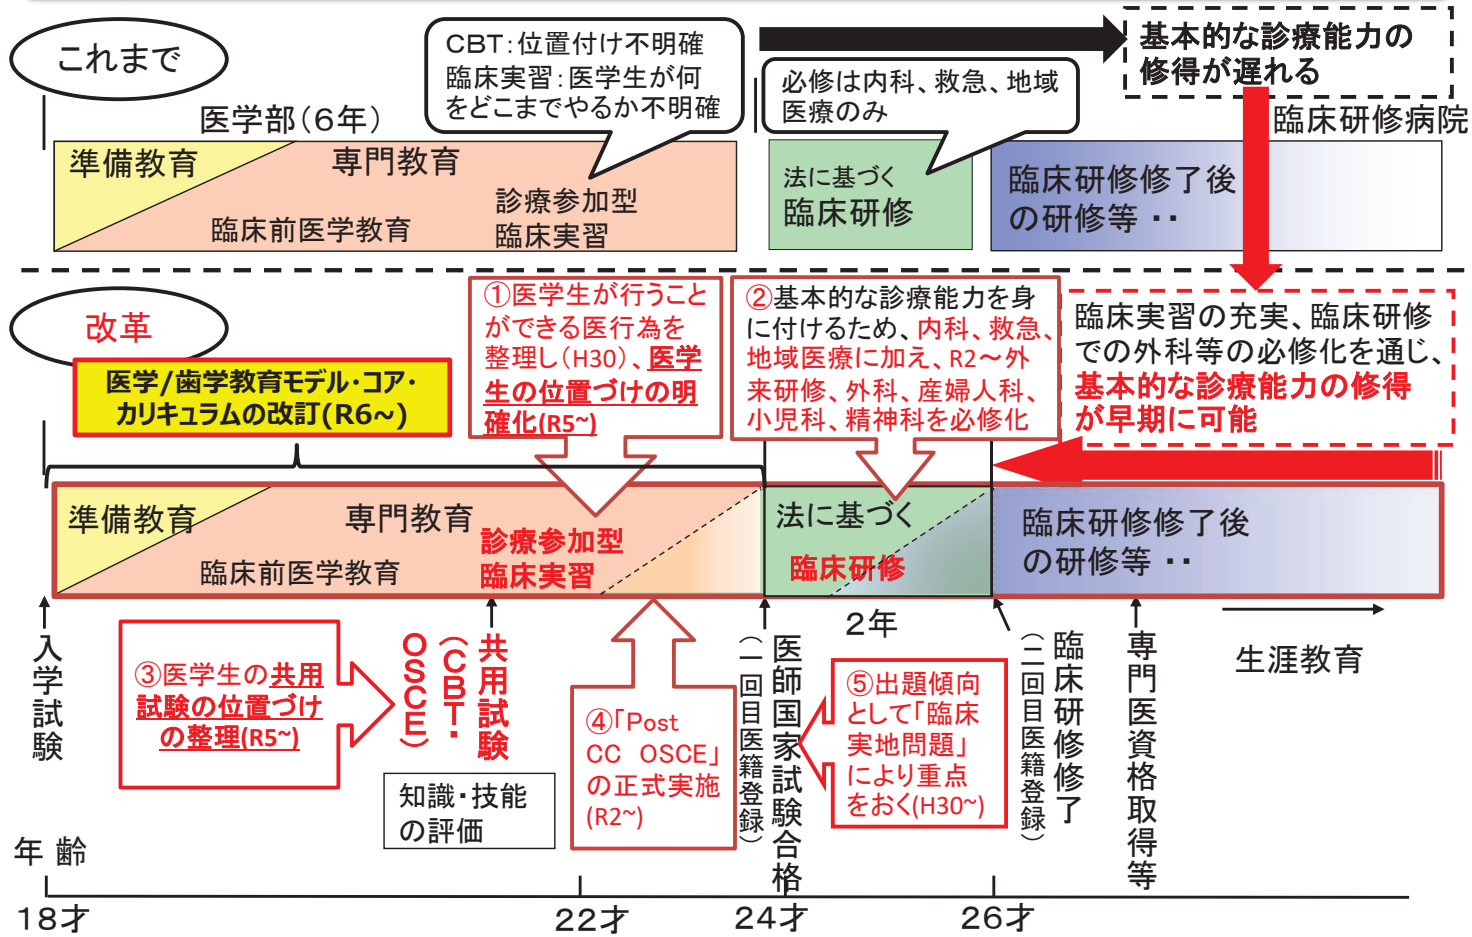 これまで
CBT：位置付け不明確
臨床実習：医学生が何
をどこまでやるか不明確
必修は内科、救急、地域
医療のみ
基本的な診療能力の
修得が遅れる
医学部（６年）
臨床研修病院
準備教育
専門教育
臨床前医学教育
診療参加型
臨床実習
法に基づく
臨床研修
臨床研修修了後
の研修等・・
改革
①医学生が行うこと
ができる医行為を
整理し（H30）、医学
生の位置づけの明
確化(R5~)
②基本的な診療能力を身
に付けるため、内科、救急、
地域医療に加え、R2～外
来研修、外科、産婦人科、
小児科、精神科を必修化
臨床実習の充実、臨床研修
での外科等の必修化を通じ、
基本的な診療能力の修得
が早期に可能
医学/歯学教育モデル・コア・
カリキュラムの改訂(R6~)
準備教育
専門教育
臨床前医学教育
診療参加型
臨床実習
法に基づく
臨床研修
臨床研修修了後
の研修等・・
入学試験
③医学生の共用
試験の位置づけ
の整理(R5~)
共用試験
（CBT・
OSCE）
知識・技能
の評価
④「Post
CC OSCE」
の正式実施
(R2~)
医師国家試験合格
（一回目医籍登録）
２年
⑤出題傾向
として「臨床
実地問題」
により重点
をおく(H30~)
臨床研修修了
（二回目医籍登録）
専門医資格取得等
生涯教育
年齢
18才
22才
24才
26才